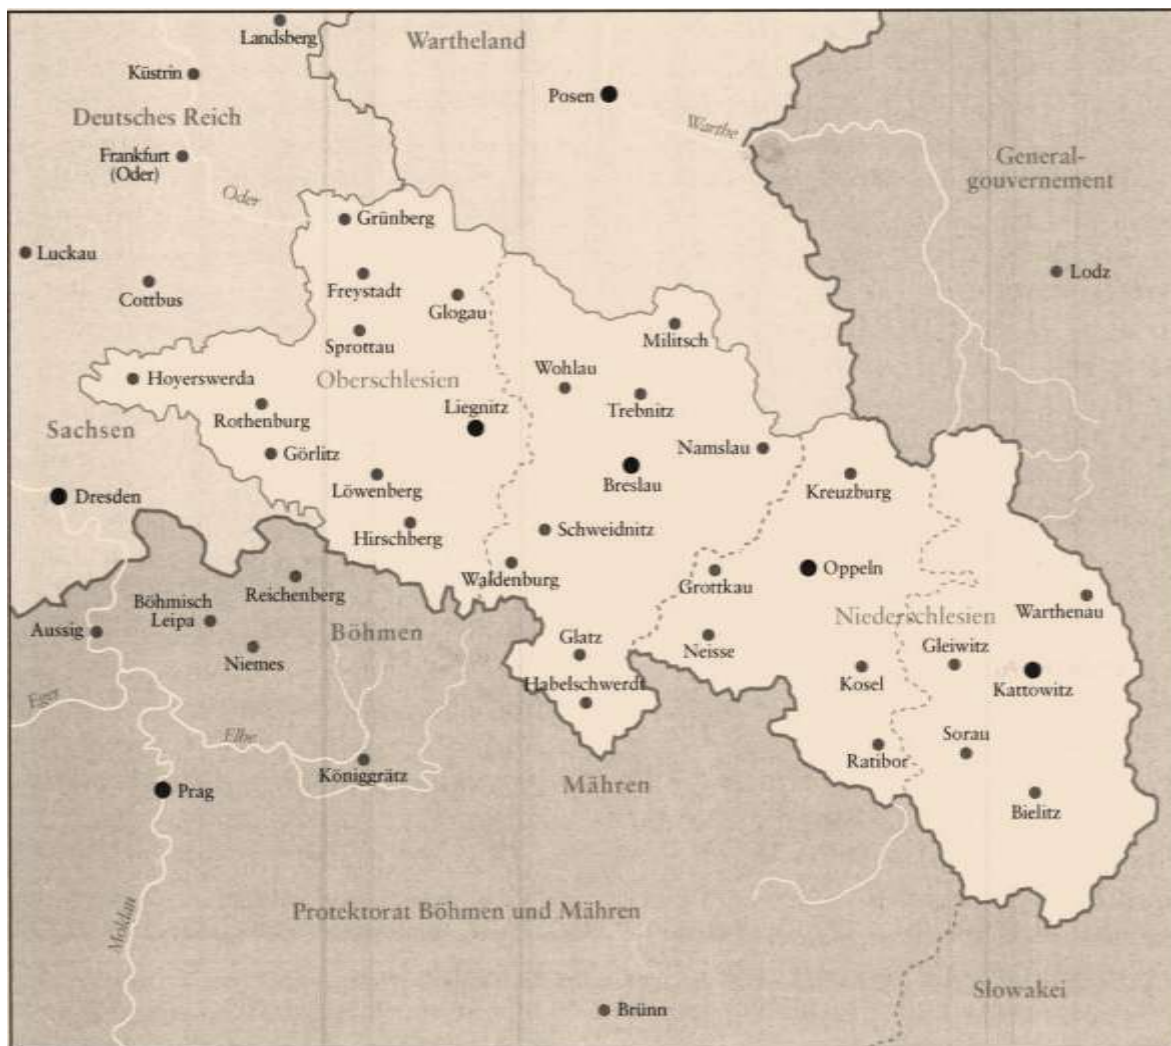 Landsberg
Wartheland
Küstrin
Posen
Deutsches Reich
Warthe
Frankfurt
(Oder)
General-
gouvernement
Oder
Grünberg
Luckau
Lodz
Cottbus
Freystadt
Glogau
Sprottau
Militsch
Hoyerswerda
Oberschlesien
Wohlau
Trebnitz
Rothenburg
Liegnitz
Sachsen
Görlitz
Namslau
Löwenberg
Breslau
Kreuzburg
Dresden
Hirschberg
Schweidnitz
Waldenburg
Grottkau
Oppeln
Reichenberg
Böhmisch
Leipa
Warthenau
Aussig
Böhmen
Niederschlesien
Niemes
Glatz
Neisse
Gleiwitz
Kosel
Kattowitz
Habelschwerdt
Eger
Elbe
Sorau
Ratibor
Königgrätz
Prag
Mähren
Bielitz
Moldau
Protektorat Böhmen und Mähren
Slowakei
Brünn